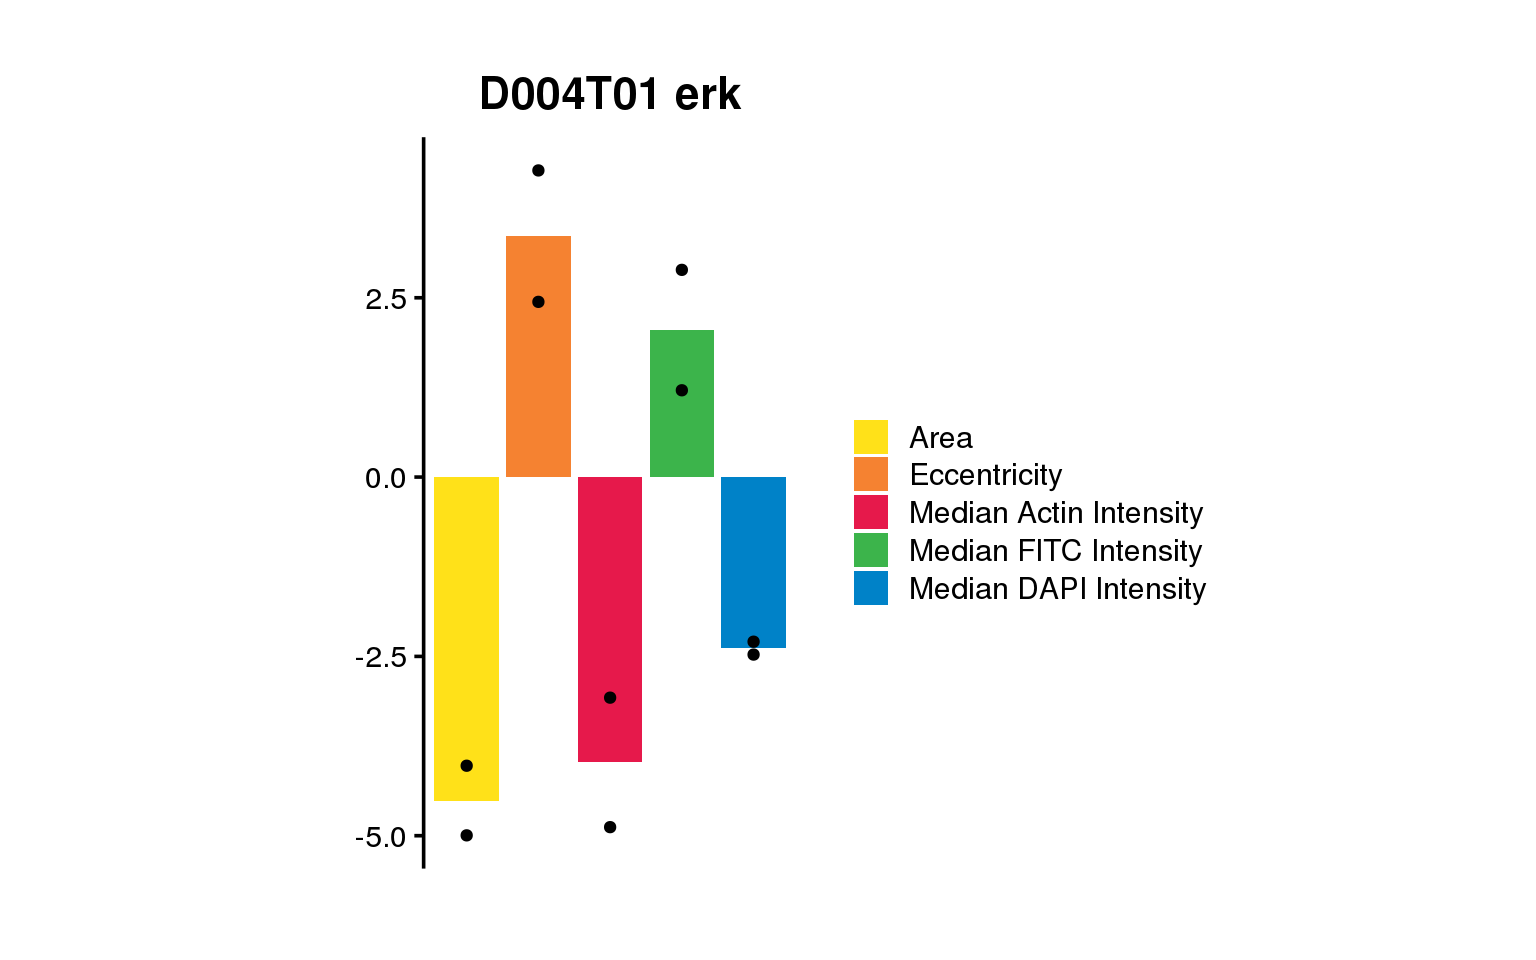 D004T01 erk
2.5
0.0
-2.5
-5.0
Area
Eccentricity
Median Actin Intensity
Median FITC Intensity
Median DAPI Intensity